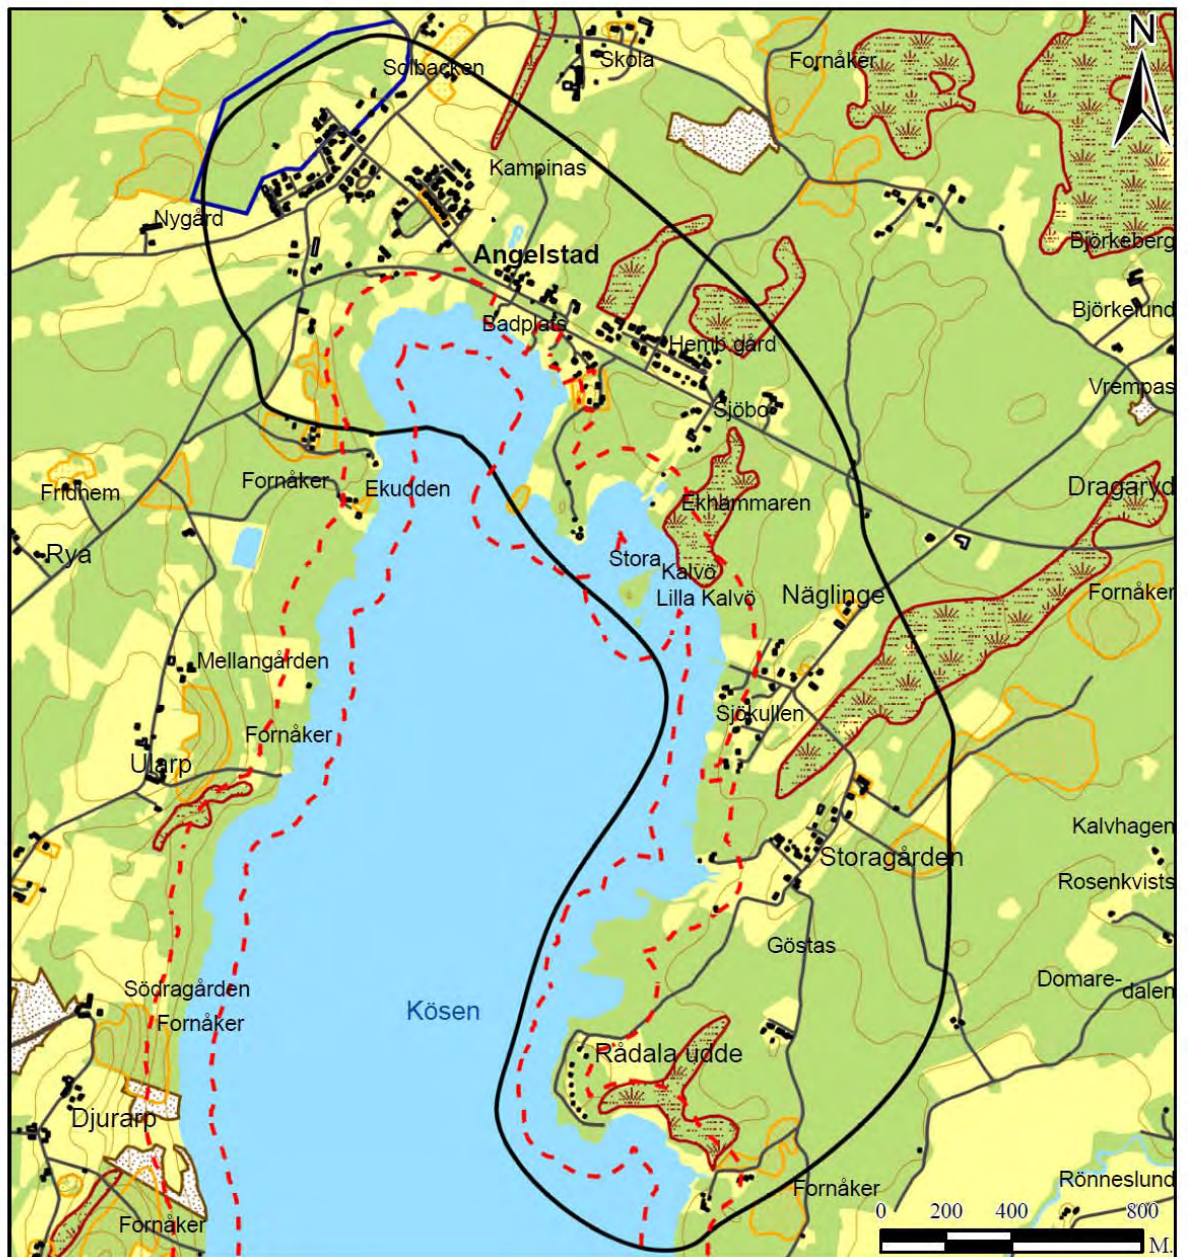 N
Solbacken
Skola
Fornåker
Kampinas
Nygård
Björkeberg
Angelstad
Björkelund
Badplats
Hemb.gård
Vrempas
Sjöbo
Fornåker
Ekudden
Fridhem
Dragaryd
Ekhammaren
Rya
Stora Kalvö
Lilla Kalvö
Näglinge
Fornåker
Mellangården
Sjökullen
Fornåker
Ularp
Kalvhagen
Storagården
Rosenkvists
Göstas
Domare-
dalen
Södragården
Kösen
Fornåker
Rådala udde
Djurarp
Rönneslund
Fornåker
0 200 400 800
Fornåker
M.